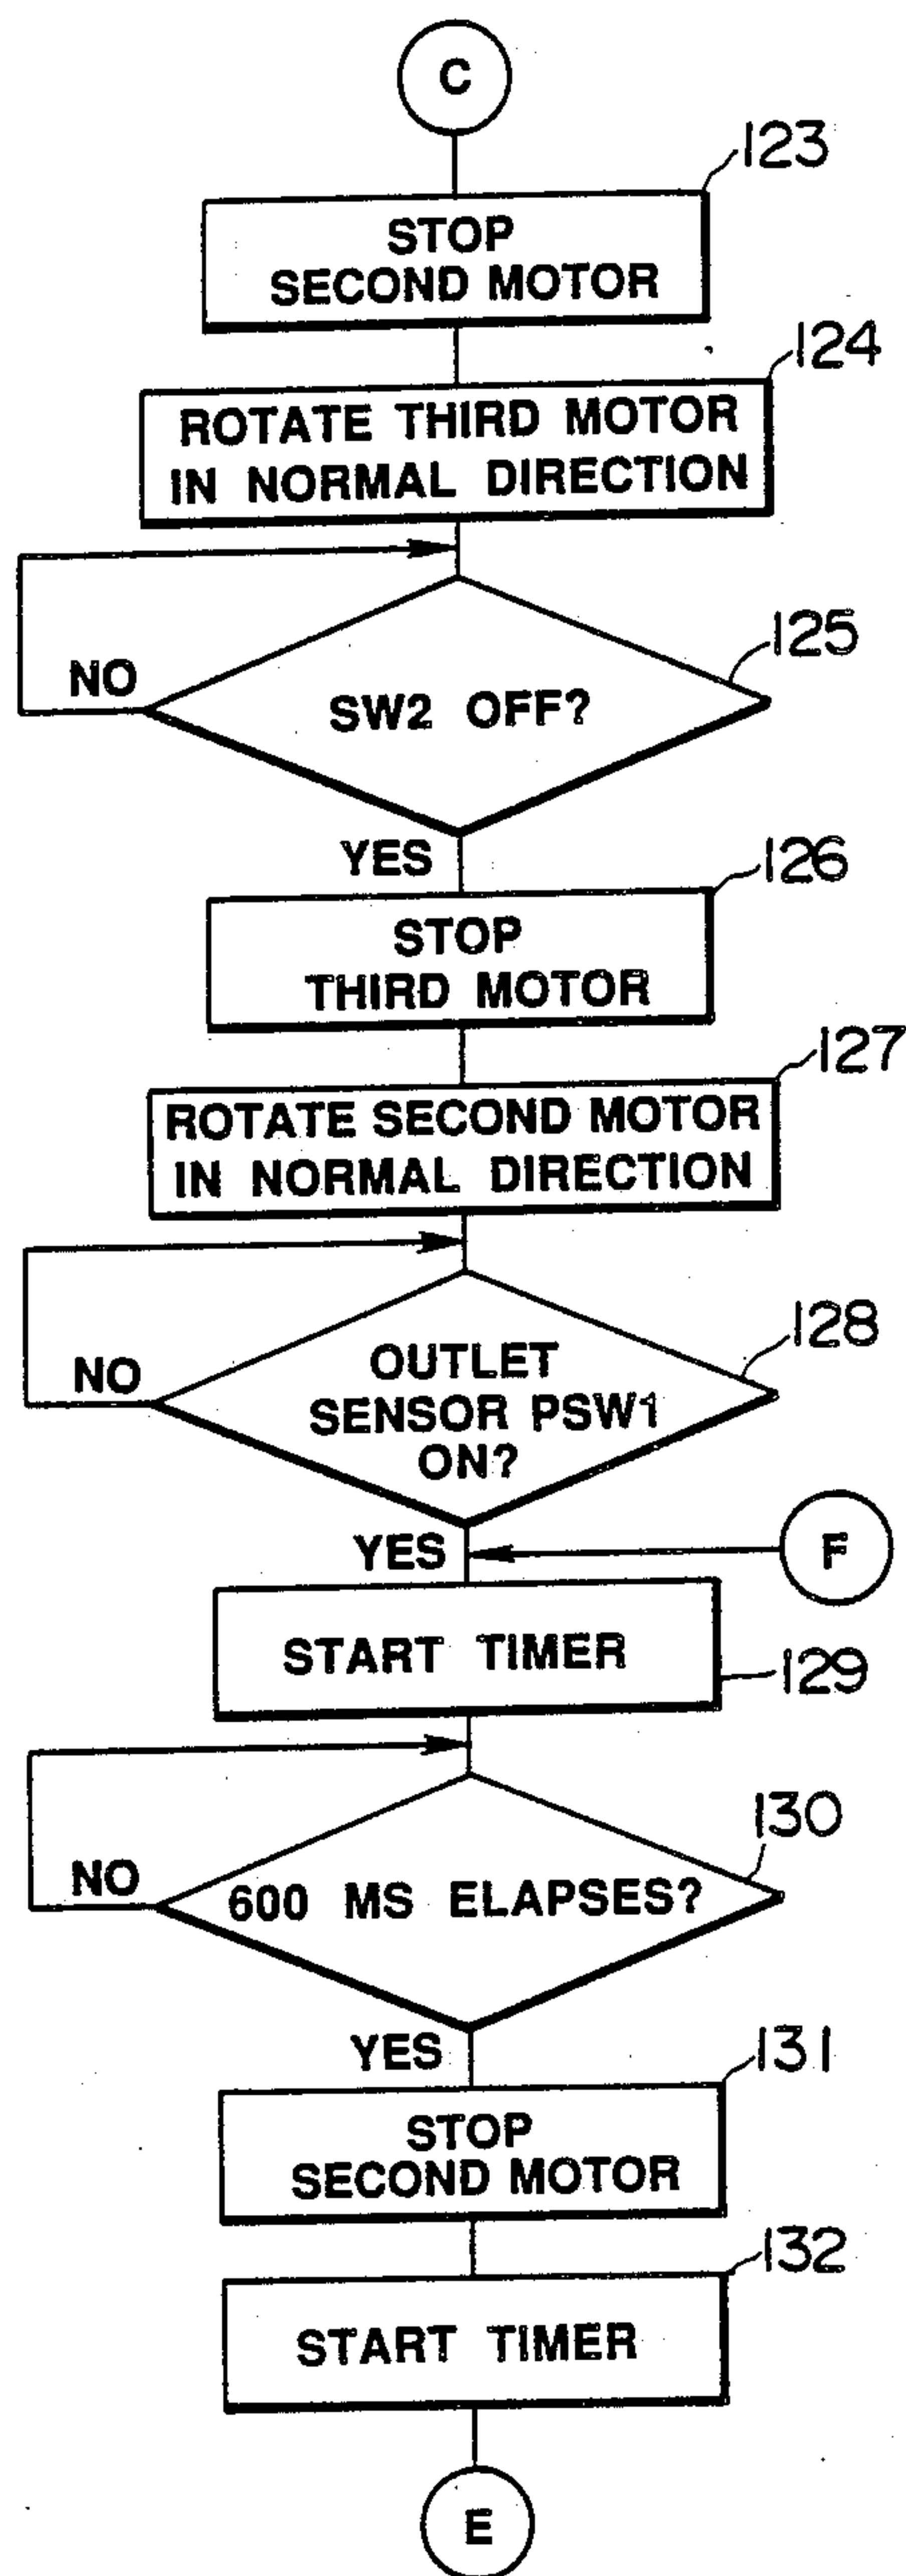 C
123
STOP
SECOND MOTOR
124
ROTATE THIRD MOTOR
IN NORMAL DIRECTION
125
NO
SW2 OFF?
YES
126
STOP
THIRD MOTOR
127
ROTATE SECOND MOTOR
IN NORMAL DIRECTION
128
NO
OUTLET
SENSOR PSW1
ON?
YES
F
START TIMER
129
130
NO
600 MS ELAPSES?
YES
131
STOP
SECOND MOTOR
132
START TIMER
E